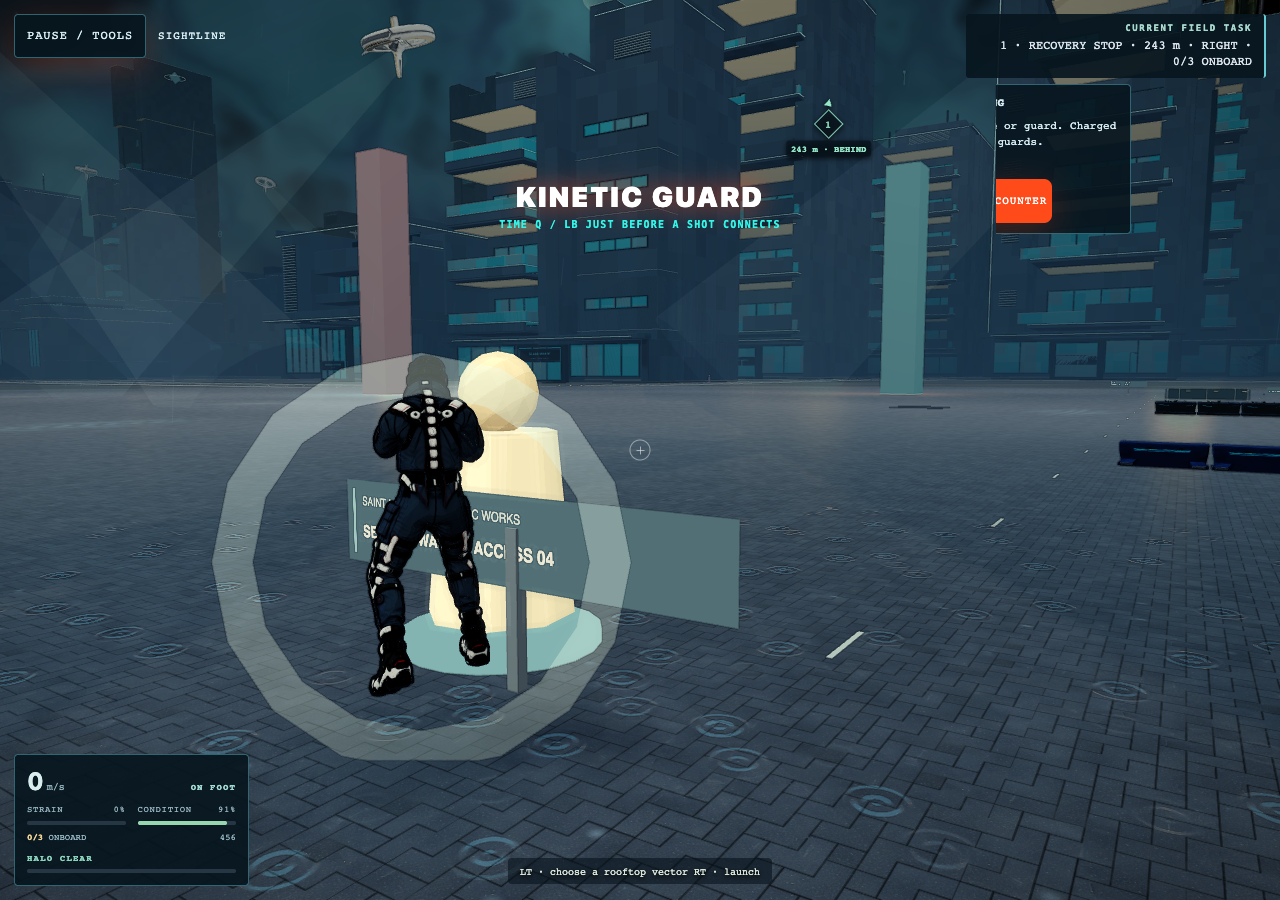 PAUSE / TOOLS
SIGHTLINE
CURRENT FIELD TASK
1 · RECOVERY STOP · 243 m · RIGHT ·
0/3 ONBOARD
or guard. Charged
guards.
COUNTER
1
243 m · BEHIND
KINETIC GUARD
TIME Q / LB JUST BEFORE A SHOT CONNECTS
SAINT WORKS
ACCESS 04
0 m/s
ON FOOT
STRAIN 0% CONDITION 91%
0/3 ONBOARD 456
HALO CLEAR
LT · choose a rooftop vector RT · launch